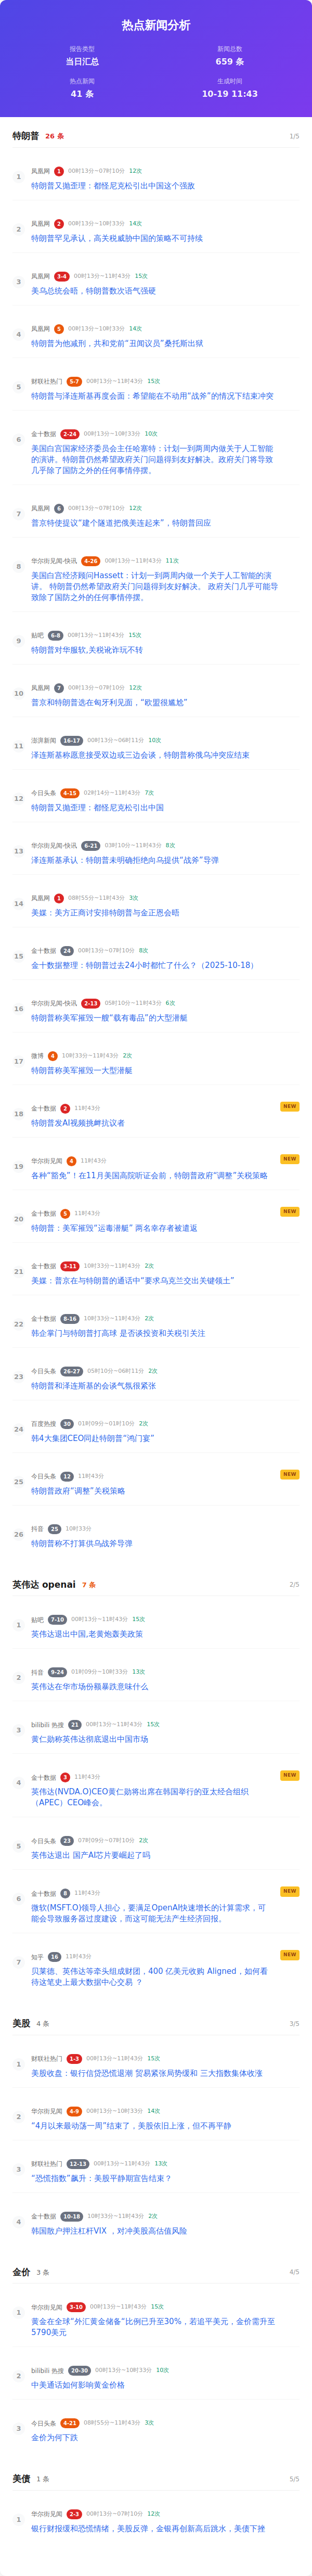 热点新闻分析
报告类型
新闻总数
当日汇总
659 条
热点新闻
生成时间
41 条
10-19 11:43
特朗普 26 条 1/5
1
凤凰网 1 00时13分~07时10分 12次
特朗普又抛歪理：都怪尼克松引出中国这个强敌
2
凤凰网 2 00时13分~10时33分 14次
特朗普罕见承认，高关税威胁中国的策略不可持续
3
凤凰网 3-4 00时13分~11时43分 15次
美乌总统会晤，特朗普数次语气强硬
4
凤凰网 5 00时13分~10时33分 14次
特朗普为他减刑，共和党前“丑闻议员”桑托斯出狱
5
财联社热门 5-7 00时13分~11时43分 15次
特朗普与泽连斯基再度会面：希望能在不动用“战斧”的情况下结束冲突
6
金十数据 2-24 00时13分~10时33分 10次
美国白宫国家经济委员会主任哈塞特：计划一到两周内做关于人工智能
的演讲。特朗普仍然希望政府关门问题得到友好解决。政府关门将导致
几乎除了国防之外的任何事情停摆。
7
凤凰网 6 00时13分~07时10分 12次
普京特使提议“建个隧道把俄美连起来”，特朗普回应
8
华尔街见闻-快讯 4-26 00时13分~11时43分 11次
美国白宫经济顾问Hassett：计划一到两周内做一个关于人工智能的演
讲。 特朗普仍然希望政府关门问题得到友好解决。 政府关门几乎可能导
致除了国防之外的任何事情停摆。
9
贴吧 6-8 00时13分~11时43分 15次
特朗普对华服软,关税讹诈玩不转
10
凤凰网 7 00时13分~07时10分 12次
普京和特朗普选在匈牙利见面，“欧盟很尴尬”
11
澎湃新闻 16-17 00时13分~06时11分 10次
泽连斯基称愿意接受双边或三边会谈，特朗普称俄乌冲突应结束
12
今日头条 4-15 02时14分~11时43分 7次
特朗普又抛歪理：都怪尼克松引出中国
13
华尔街见闻-快讯 6-21 03时10分~11时43分 8次
泽连斯基承认：特朗普未明确拒绝向乌提供“战斧”导弹
14
凤凰网 1 08时55分~11时43分 3次
美媒：美方正商讨安排特朗普与金正恩会晤
15
金十数据 24 00时13分~07时10分 8次
金十数据整理：特朗普过去24小时都忙了什么？（2025-10-18）
16
华尔街见闻-快讯 2-13 05时10分~11时43分 6次
特朗普称美军摧毁一艘“载有毒品”的大型潜艇
17
微博 4 10时33分~11时43分 2次
特朗普称美军摧毁一大型潜艇
18
金十数据 2 11时43分 NEW
特朗普发AI视频挑衅抗议者
19
华尔街见闻 4 11时43分 NEW
各种“豁免”！在11月美国高院听证会前，特朗普政府“调整”关税策略
20
金十数据 5 11时43分 NEW
特朗普：美军摧毁“运毒潜艇” 两名幸存者被遣返
21
金十数据 3-11 10时33分~11时43分 2次
美媒：普京在与特朗普的通话中“要求乌克兰交出关键领土”
22
金十数据 8-16 10时33分~11时43分 2次
韩企掌门与特朗普打高球 是否谈投资和关税引关注
23
今日头条 26-27 05时10分~06时11分 2次
特朗普和泽连斯基的会谈气氛很紧张
24
百度热搜 30 01时09分~01时10分 2次
韩4大集团CEO同赴特朗普“鸿门宴”
25
今日头条 12 11时43分 NEW
特朗普政府“调整”关税策略
26
抖音 25 10时33分
特朗普称不打算供乌战斧导弹
英伟达 openai 7 条 2/5
1
贴吧 7-10 00时13分~11时43分 15次
英伟达退出中国,老黄炮轰美政策
2
抖音 9-24 01时09分~10时33分 13次
英伟达在华市场份额暴跌意味什么
3
bilibili 热搜 21 00时13分~11时43分 15次
黄仁勋称英伟达彻底退出中国市场
4
金十数据 3 11时43分 NEW
英伟达(NVDA.O)CEO黄仁勋将出席在韩国举行的亚太经合组织
（APEC）CEO峰会。
5
今日头条 23 07时09分~07时10分 2次
英伟达退出 国产AI芯片要崛起了吗
6
金十数据 8 11时43分 NEW
微软(MSFT.O)领导人担心，要满足OpenAI快速增长的计算需求，可
能会导致服务器过度建设，而这可能无法产生经济回报。
7
知乎 16 11时43分 NEW
贝莱德、英伟达等牵头组成财团，400 亿美元收购 Aligned，如何看
待这笔史上最大数据中心交易 ？
美股 4 条 3/5
1
财联社热门 1-3 00时13分~11时43分 15次
美股收盘：银行信贷恐慌退潮 贸易紧张局势缓和 三大指数集体收涨
2
华尔街见闻 4-9 00时13分~10时33分 14次
“4月以来最动荡一周”结束了，美股依旧上涨，但不再平静
3
财联社热门 12-13 00时13分~11时43分 13次
“恐慌指数”飙升：美股平静期宣告结束？
4
金十数据 10-18 10时33分~11时43分 2次
韩国散户押注杠杆VIX ，对冲美股高估值风险
金价 3 条 4/5
1
华尔街见闻 3-10 00时13分~11时43分 15次
黄金在全球“外汇黄金储备”比例已升至30%，若追平美元，金价需升至
5790美元
2
bilibili 热搜 20-30 00时13分~10时33分 10次
中美通话如何影响黄金价格
3
今日头条 4-21 08时55分~11时43分 3次
金价为何下跌
美债 1 条 5/5
1
华尔街见闻 2-3 00时13分~07时10分 12次
银行财报缓和恐慌情绪，美股反弹，金银再创新高后跳水，美债下挫